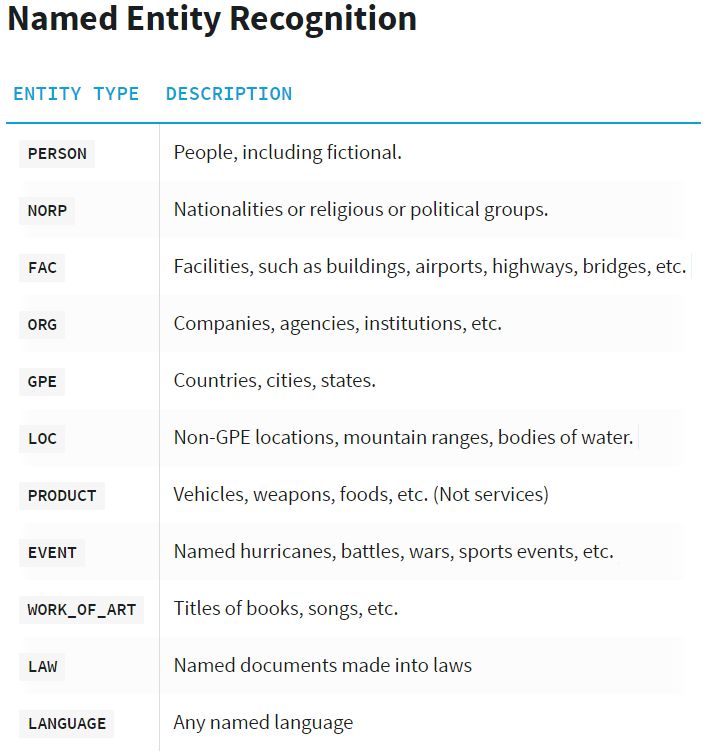 Named Entity Recognition
ENTITY TYPE DESCRIPTION
PERSON People, including fictional.
NORP Nationalities or religious or political groups.
FAC Facilities, such as buildings, airports, highways, bridges, etc.
ORG Companies, agencies, institutions, etc.
GPE Countries, cities, states.
LOC Non-GPE locations, mountain ranges, bodies of water.
PRODUCT Vehicles, weapons, foods, etc. (Not services)
EVENT Named hurricanes, battles, wars, sports events, etc.
WORK_OF_ART Titles of books, songs, etc.
LAW Named documents made into laws
LANGUAGE Any named language